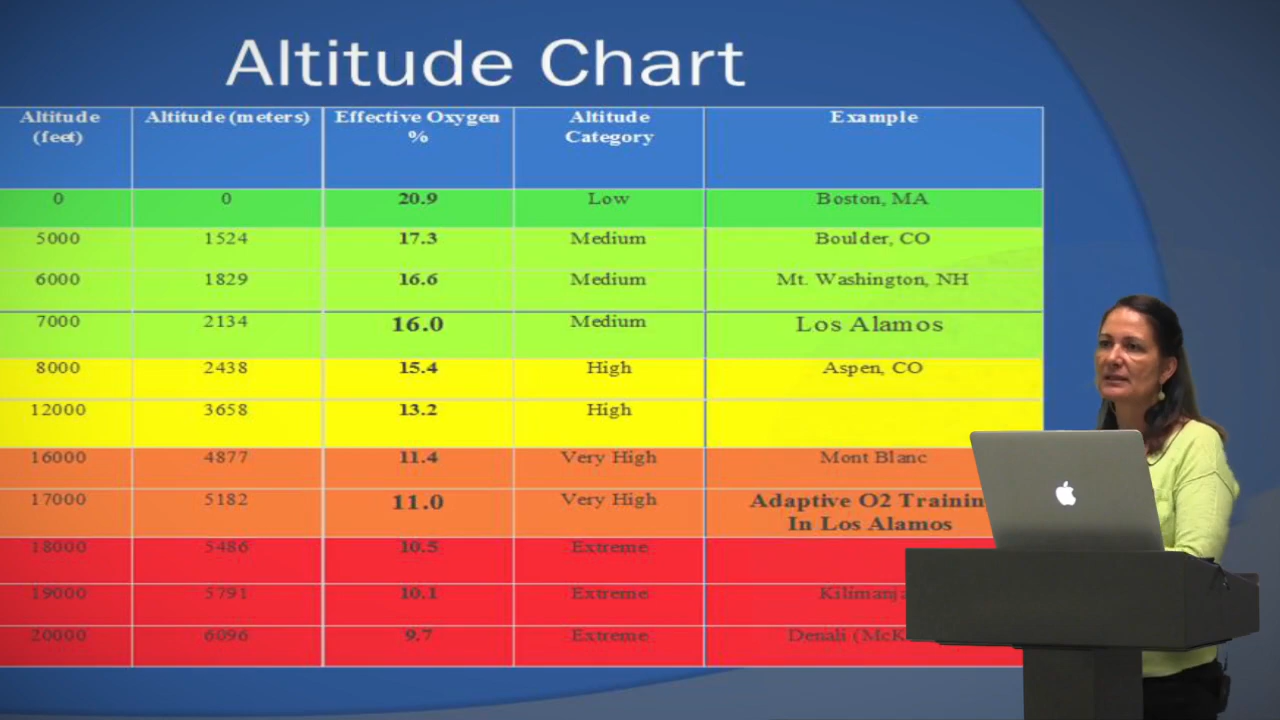 Altitude Chart
Altitude (feet) Altitude (meters) Effective Oxygen % Altitude Category Example
0 0 20.9 Low Boston, MA
5000 1524 17.3 Medium Boulder, CO
6000 1829 16.6 Medium Mt. Washington, NH
7000 2134 16.0 Medium Los Alamos
8000 2438 15.4 High Aspen, CO
12000 3658 13.2 High
16000 4877 11.4 Very High Mont Blanc
17000 5182 11.0 Very High Adaptive O2 Trainin
In Los Alamos
18000 5486 10.5 Extreme
19000 5791 10.1 Extreme Kilimanja
20000 6096 9.7 Extreme Denali (McK